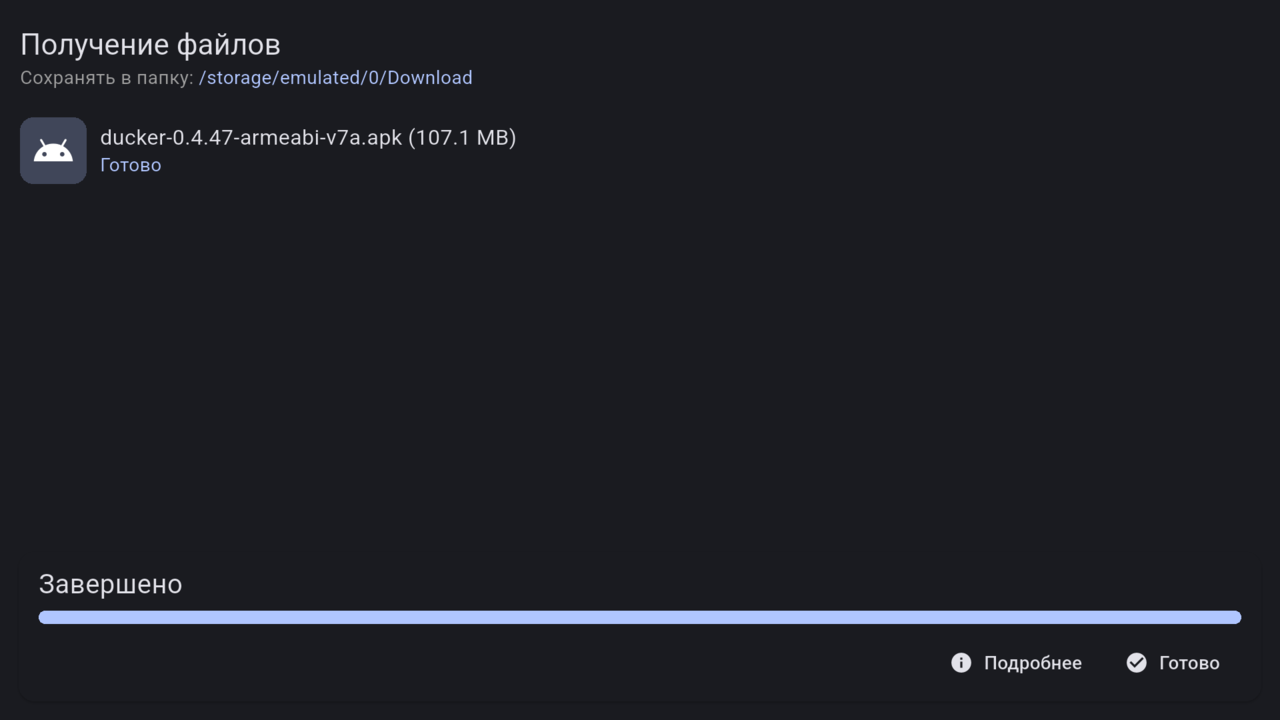 Получение файлов
Сохранять в папку: /storage/emulated/0/Download
ducker-0.4.47-armeabi-v7a.apk (107.1 MB)
Готово
Завершено
Подробнее
Готово